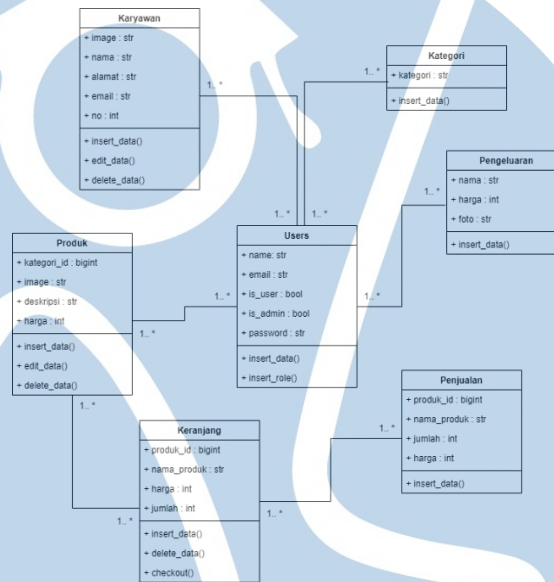 Karyawan
+ image : str
+ nama : str
+ alamat : str
+ email : str
+ no : int
+ insert_data()
+ edit_data()
+ delete_data()
1.. *
1.. *
Kategori
+ kategori : str
+ insert_data()
1.. *
1.. *
Pengeluaran
+ nama : str
+ harga : int
+ foto : str
+ insert_data()
1.. *
1.. *
Users
+ name: str
+ email : str
+ is_user : bool
+ is_admin : bool
+ password : str
+ insert_data()
+ insert_role()
1.. *
1.. *
Produk
+ kategori_id : bigint
+ image : str
+ deskripsi : str
+ harga : int
+ insert_data()
+ edit_data()
+ delete_data()
1.. *
1.. *
Keranjang
+ produk_id : bigint
+ nama_produk : str
+ harga : int
+ jumlah : int
+ insert_data()
+ delete_data()
+ checkout()
1.. *
1.. *
Penjualan
+ produk_id : bigint
+ nama_produk : str
+ jumlah : int
+ harga : int
+ insert_data()